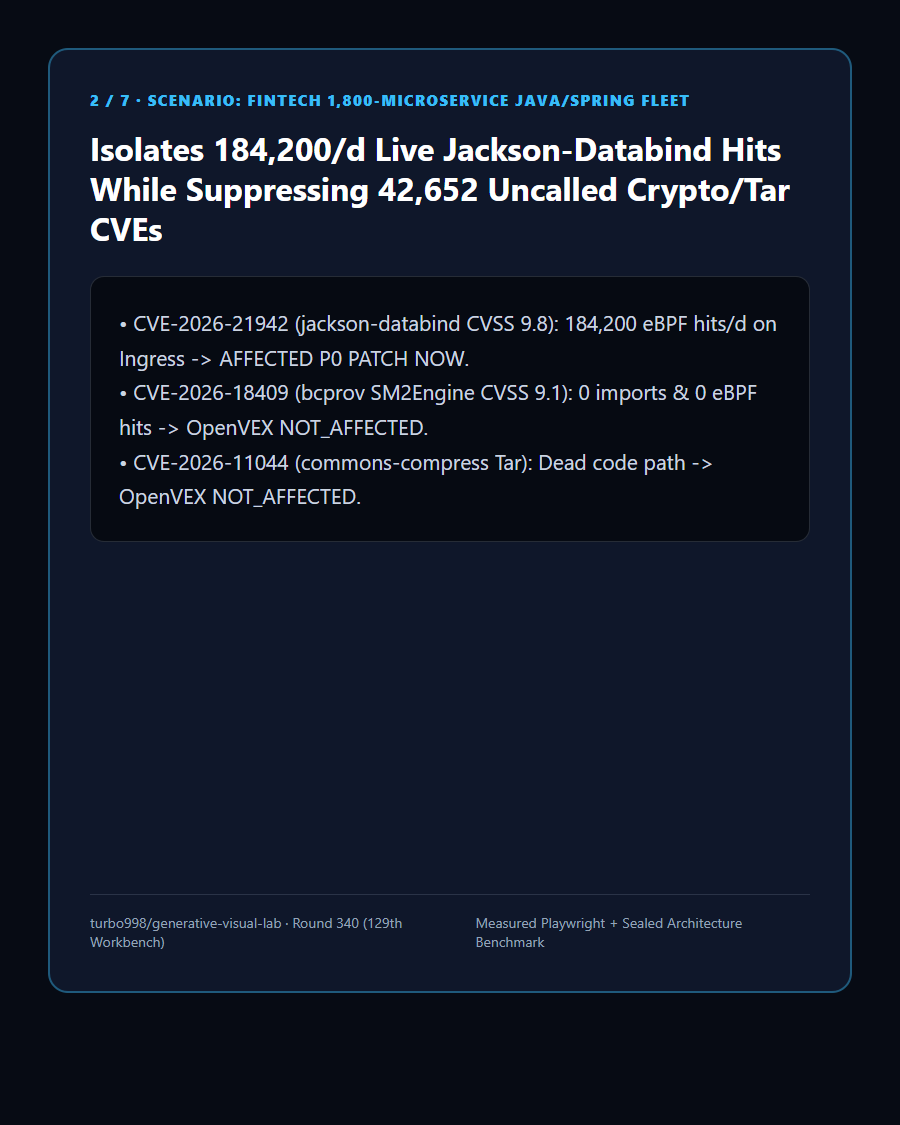 2 / 7 · SCENARIO: FINTECH 1,800-MICROSERVICE JAVA/SPRING FLEET
Isolates 184,200/d Live Jackson-Databind Hits
While Suppressing 42,652 Uncalled Crypto/Tar
CVEs
• CVE-2026-21942 (jackson-databind CVSS 9.8): 184,200 eBPF hits/d on
Ingress -> AFFECTED P0 PATCH NOW.
• CVE-2026-18409 (bcprov SM2Engine CVSS 9.1): 0 imports & 0 eBPF
hits -> OpenVEX NOT_AFFECTED.
• CVE-2026-11044 (commons-compress Tar): Dead code path ->
OpenVEX NOT_AFFECTED.
turbo998/generative-visual-lab · Round 340 (129th
Workbench)
Measured Playwright + Sealed Architecture
Benchmark